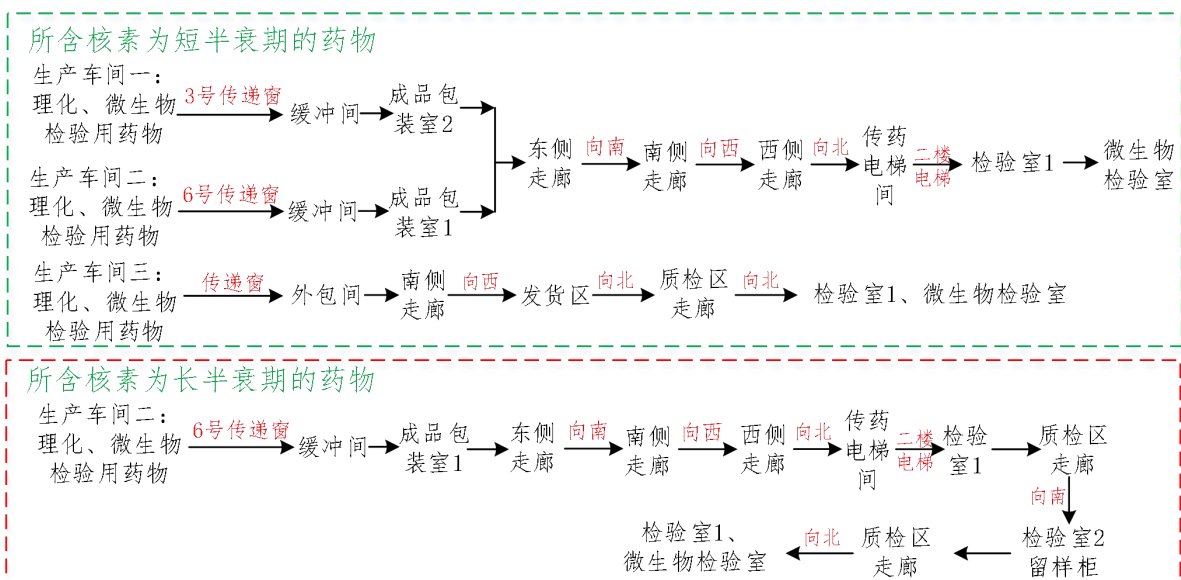 所含核素为短半衰期的药物
生产车间一：
理化、微生物
检验用药物
3号传递窗
缓冲间
成品包
装室2
生产车间二：
理化、微生物
检验用药物
6号传递窗
缓冲间
成品包
装室1
东侧
走廊
向南
南侧
走廊
向西
西侧
走廊
向北
传药
电梯
间
二楼
电梯
检验室1
微生物
检验室
生产车间三：
理化、微生物
检验用药物
传递窗
外包间
南侧
走廊
向西
发货区
向北
质检区
走廊
向北
检验室1、微生物检验室
所含核素为长半衰期的药物
生产车间二：
理化、微生物
检验用药物
6号传递窗
缓冲间
成品包
装室1
东侧
走廊
向南
南侧
走廊
向西
西侧
走廊
向北
传药
电梯
间
二楼
电梯
检验
室1
质检区
走廊
向南
检验室2
留样柜
质检区
走廊
向北
检验室1、
微生物检验室